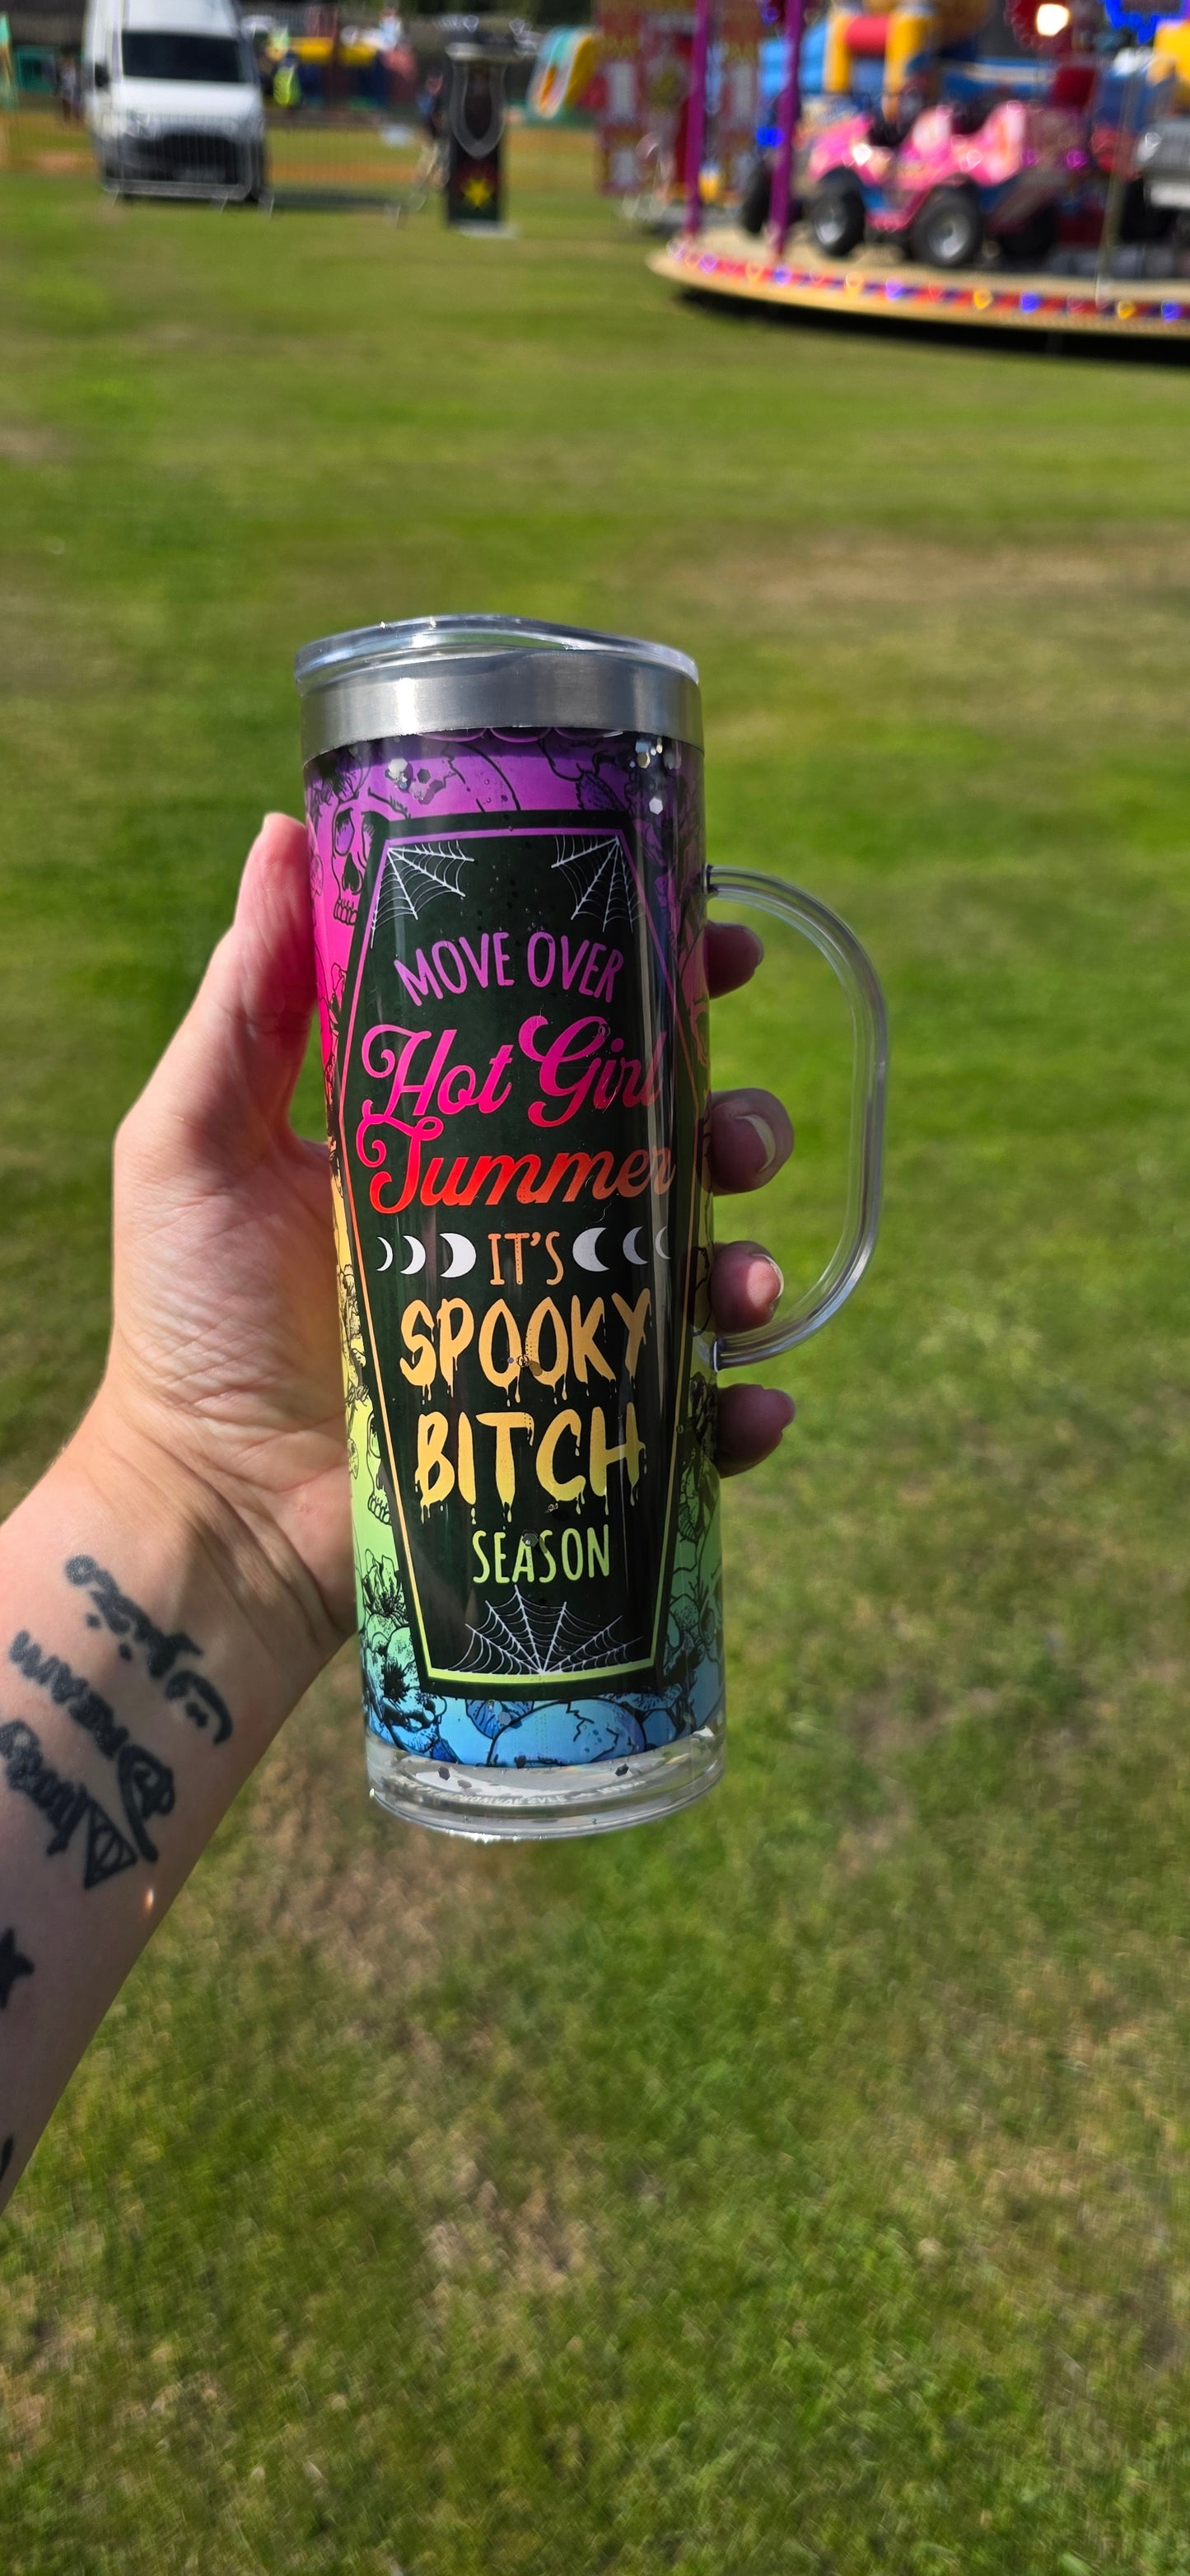 MOVE OVER
Hot Girl
Summer
IT'S
SPOOKY
BITCH
SEASON